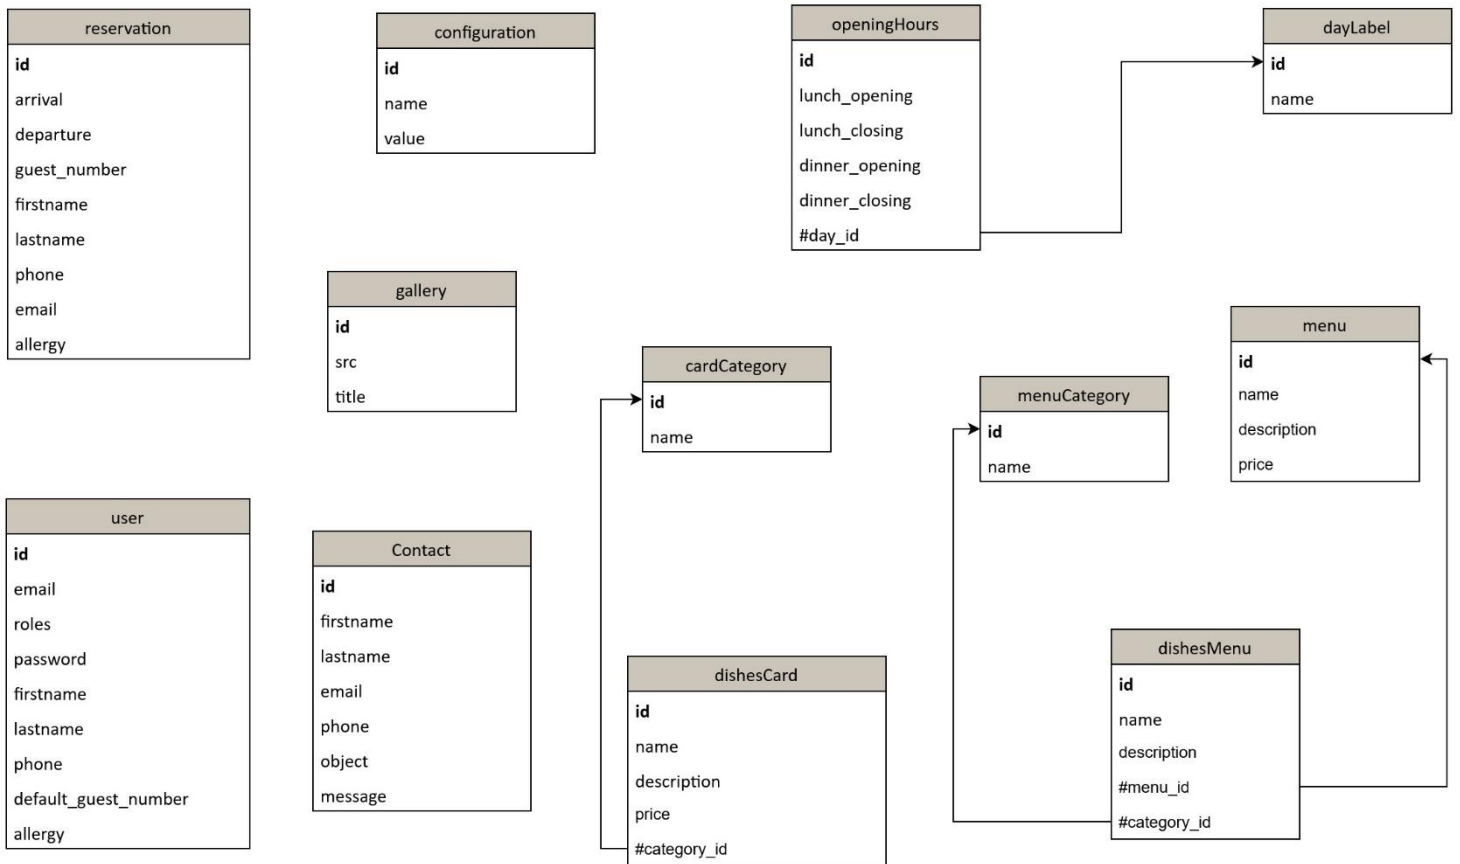 reservation
id
arrival
departure
guest_number
firstname
lastname
phone
email
allergy
configuration
id
name
value
openingHours
id
lunch_opening
lunch_closing
dinner_opening
dinner_closing
#day_id
dayLabel
id
name
gallery
id
src
title
cardCategory
id
name
menuCategory
id
name
menu
id
name
description
price
user
id
email
roles
password
firstname
lastname
phone
default_guest_number
allergy
Contact
id
firstname
lastname
email
phone
object
message
dishesCard
id
name
description
price
#category_id
dishesMenu
id
name
description
#menu_id
#category_id